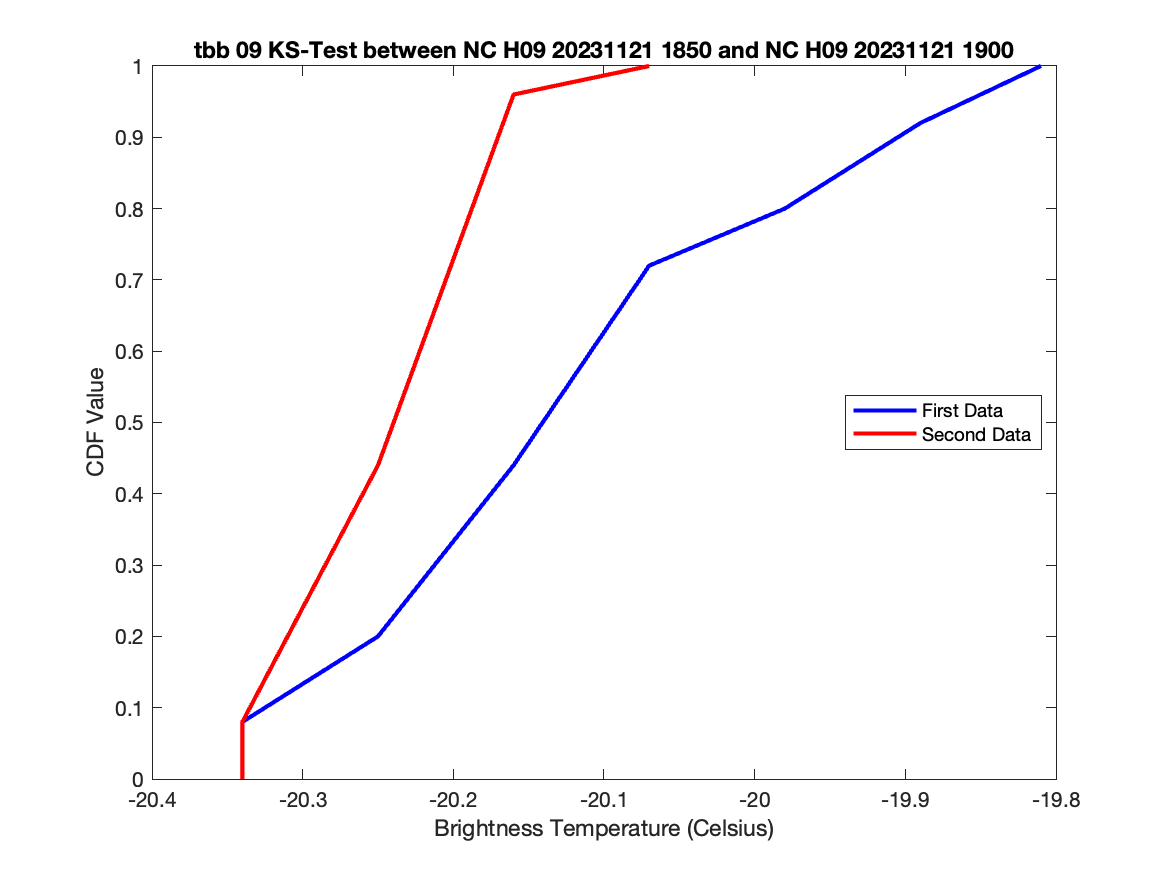 tbb 09 KS-Test between NC H09 20231121 1850 and NC H09 20231121 1900
1
0.9
0.8
0.7
0.6
0.5
0.4
0.3
0.2
0.1
0
CDF Value
First Data
Second Data
-20.4 -20.3 -20.2 -20.1 -20 -19.9 -19.8
Brightness Temperature (Celsius)